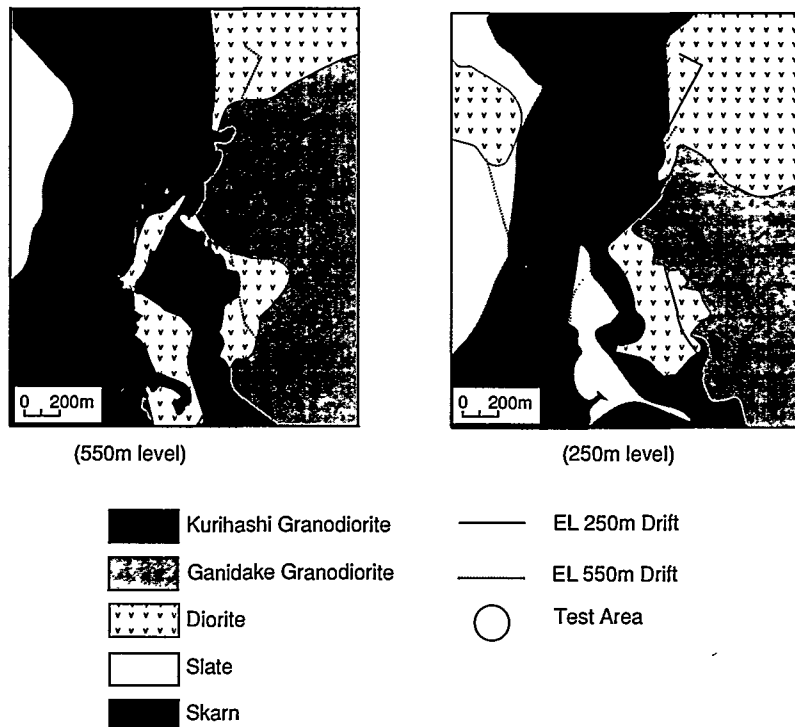 0 200m
0 200m
(550m level)
(250m level)
Kurihashi Granodiorite
Ganidake Granodiorite
Diorite
Slate
Skarn
EL 250m Drift
EL 550m Drift
Test Area